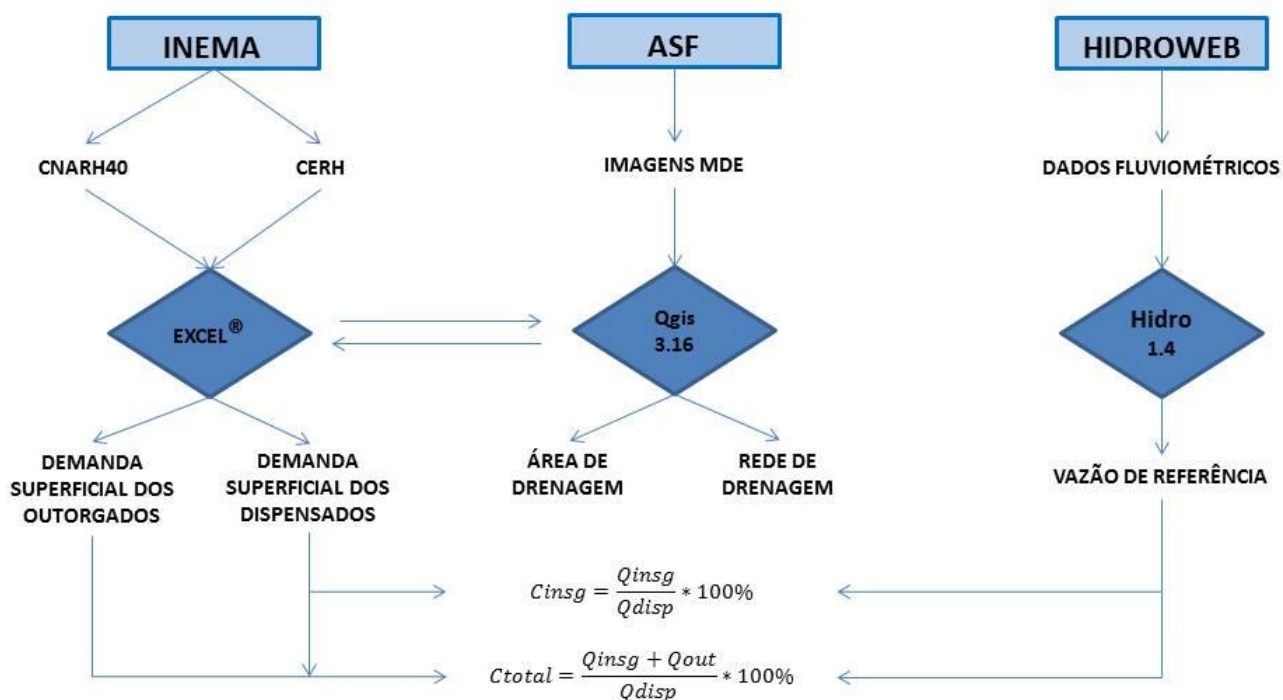 INEMA
ASF
HIDROWEB
CNARH40
CERH
IMAGENS MDE
DADOS FLUVIOMÉTRICOS
EXCEL®
Qgis
3.16
Hidro
1.4
DEMANDA
SUPERFICIAL DOS
OUTORGADOS
DEMANDA
SUPERFICIAL DOS
DISPENSADOS
ÁREA DE
DRENAGEM
REDE DE
DRENAGEM
VAZÃO DE REFERÊNCIA
Cinsg = Qinsg / Qdisp * 100%
Ctotal = Qinsg + Qout / Qdisp * 100%